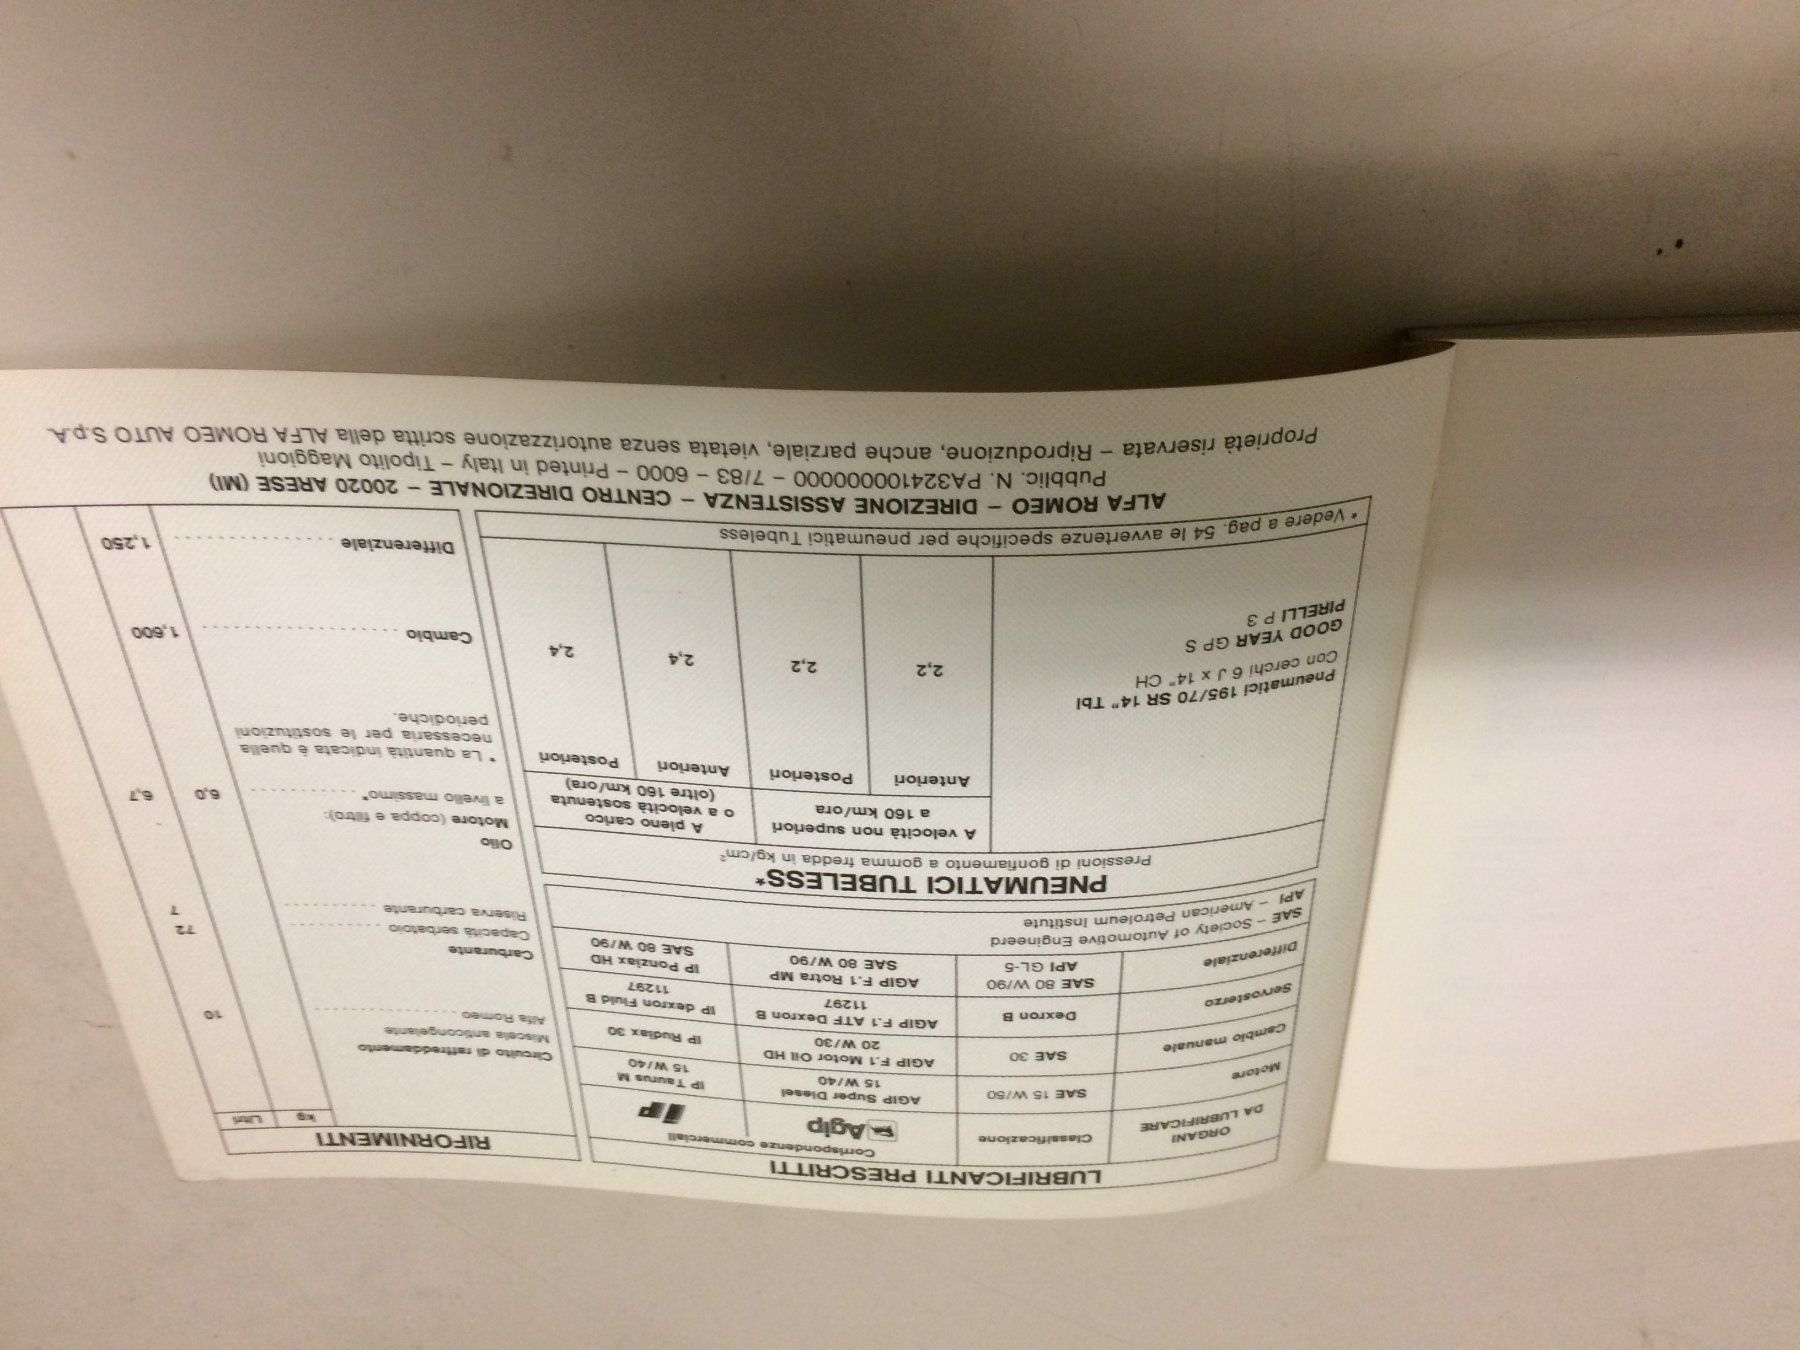 LUBRIFICANTI PRESCRITTI
ORGANI
DA LUBRIFICARE
Classificazione
Corrispondenze commerciali
Agip
IP
Motore
SAE 15 W/50
AGIP Super Diesel
15 W/40
IP Taurus M
15 W/40
Cambio manuale
SAE 30
AGIP F.1 Motor Oil HD
20 W/30
IP Rudiax 30
Servosterzo
Dexron B
AGIP F.1 ATF Dexron B
11297
IP dexron Fluid B
11297
Differenziale
SAE 80 W/90
API GL-5
AGIP F.1 Rotra MP
SAE 80 W/90
IP Pontiax HD
SAE 80 W/90
SAE – Society of Automotive Engineerd
API – American Petroleum Institute
PNEUMATICI TUBELESS*
Pressioni di gonfiamento a gomma fredda in kg/cm²
A velocità non superiori
a 160 km/ora
A pleno carico
o a velocità sostenuta
(oltre 160 km/ora)
Anteriori
Posteriori
Anteriori
Posteriori
Pneumatici 195/70 SR 14" Tbl
Con cerchi 6 J x 14" CH
GOOD YEAR GP S
PIRELLI P 3
2,2
2,2
2,4
2,4
* Vedere a pag. 54 le avvertenze specifiche per pneumatici Tubeless
RIFORNIMENTI
kg
Litri
Circuito di raffreddamento
Miscela anticongelante
Alfa Romeo
10
Carburante
Capacità serbatoio
72
Riserva carburante
7
Olio
Motore (coppa e filtro):
a livello massimo*
6,0
6,7
* La quantità indicata è quella
necessaria per le sostituzioni
periodiche.
Cambio
1,600
Differenziale
1,250
ALFA ROMEO – DIREZIONE ASSISTENZA – CENTRO DIREZIONALE – 20020 ARESE (MI)
Pubblic. N. PA324100000000 – 7/83 – 6000 – Printed in Italy – Tipolito Maggioni
Proprietà riservata – Riproduzione, anche parziale, vietata senza autorizzazione scritta della ALFA ROMEO AUTO S.p.A.